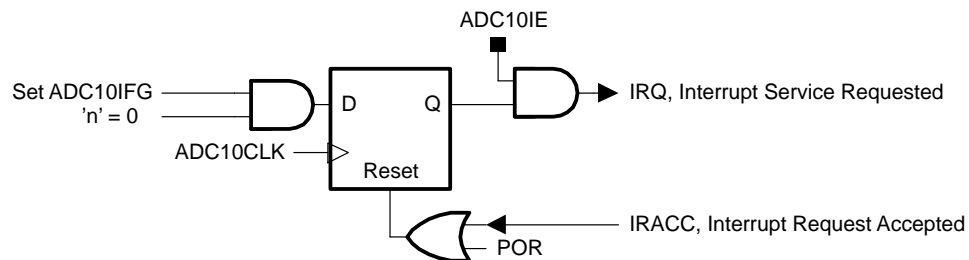 ADC10IE
Set ADC10IFG
'n' = 0
D
Q
IRQ, Interrupt Service Requested
ADC10CLK
Reset
IRACC, Interrupt Request Accepted
POR